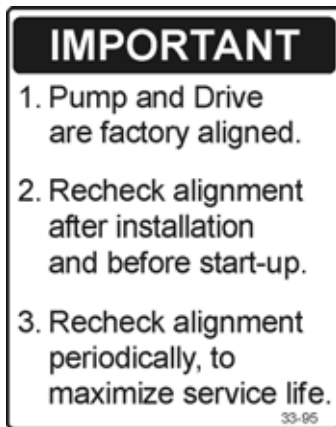 IMPORTANT
1. Pump and Drive
are factory aligned.
2. Recheck alignment
after installation
and before start-up.
3. Recheck alignment
periodically, to
maximize service life.
33-95